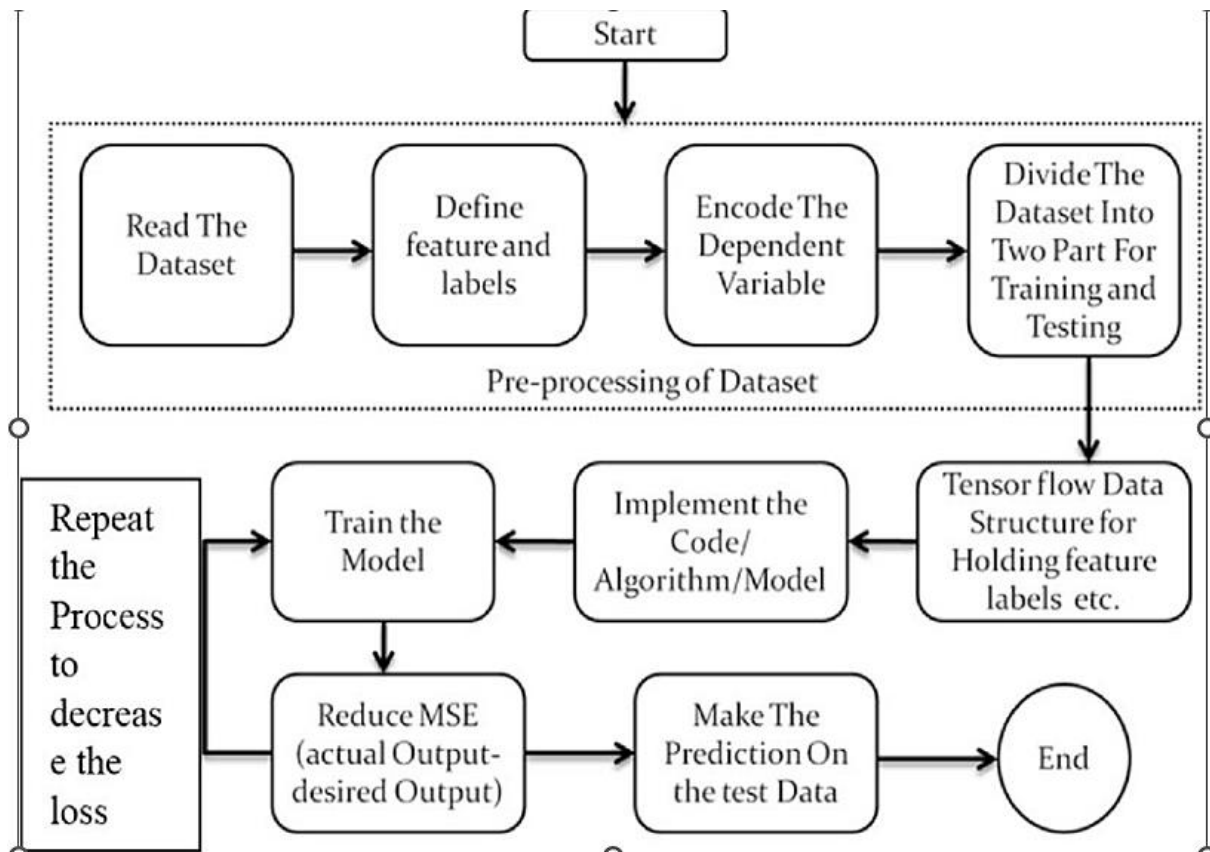 Start
Read The
Dataset
Define
feature and
labels
Encode The
Dependent
Variable
Divide The
Dataset Into
Two Part For
Training and
Testing
Pre-processing of Dataset
Tensor flow Data
Structure for
Holding feature
labels etc.
Implement the
Code/
Algorithm/Model
Train the
Model
Repeat
the
Process
to
decreas
e the
loss
Reduce MSE
(actual Output-
desired Output)
Make The
Prediction On
the test Data
End